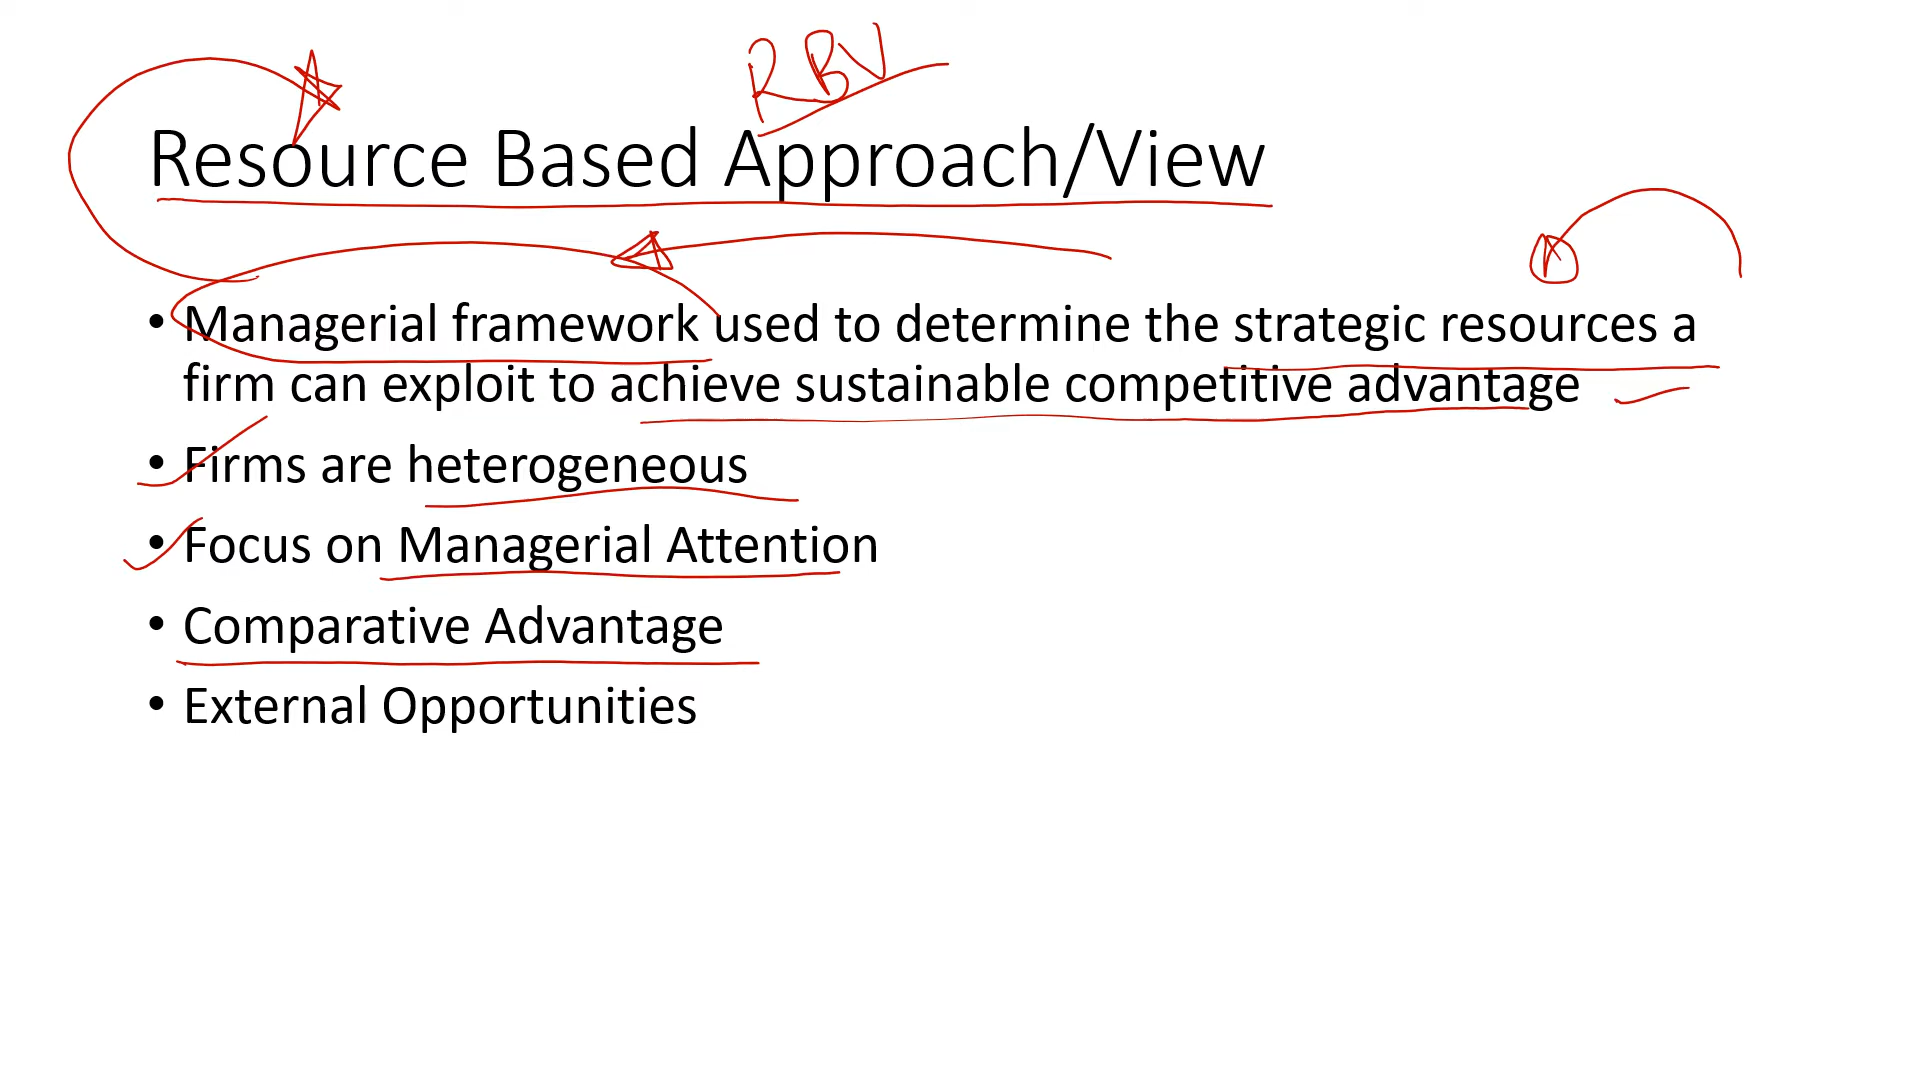 RBV
Resource Based Approach/View
• Managerial framework used to determine the strategic resources a
firm can exploit to achieve sustainable competitive advantage
• Firms are heterogeneous
• Focus on Managerial Attention
• Comparative Advantage
• External Opportunities